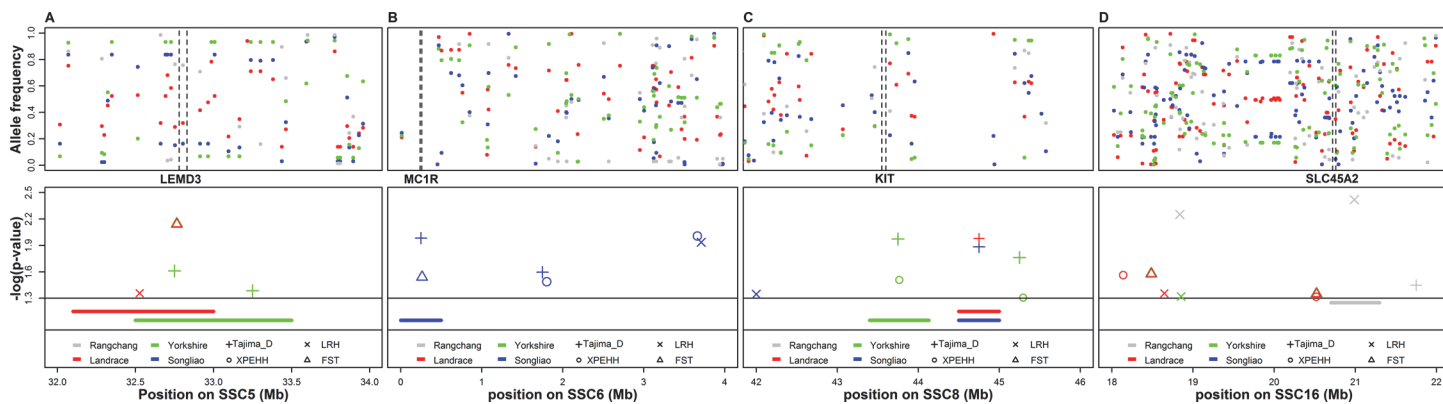 A B C D
Allele frequency
1.0
0.8
0.6
0.4
0.2
0.0
LEMD3 MC1R KIT SLC45A2
-log(p-value)
2.5
2.2
1.9
1.6
1.3
Rangchang Yorkshire Tajima_D LRH
Landrace Songliao XPEHH FST
Rangchang Yorkshire Tajima_D LRH
Landrace Songliao XPEHH FST
Rangchang Yorkshire Tajima_D LRH
Landrace Songliao XPEHH FST
Rangchang Yorkshire Tajima_D LRH
Landrace Songliao XPEHH FST
32.0 32.5 33.0 33.5 34.0
0 1 2 3 4
42 43 44 45 46
18 19 20 21 22
Position on SSC5 (Mb)
position on SSC6 (Mb)
position on SSC8 (Mb)
position on SSC16 (Mb)